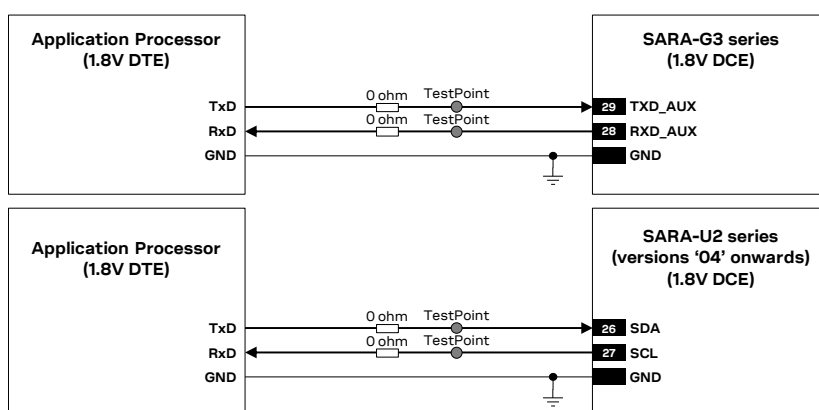 Application Processor
(1.8V DTE)
SARA-G3 series
(1.8V DCE)
0 ohm TestPoint
TxD 29 TXD_AUX
0 ohm TestPoint
RxD 28 RXD_AUX
GND GND
Application Processor
(1.8V DTE)
SARA-U2 series
(versions ‘04’ onwards)
(1.8V DCE)
0 ohm TestPoint
TxD 26 SDA
0 ohm TestPoint
RxD 27 SCL
GND GND